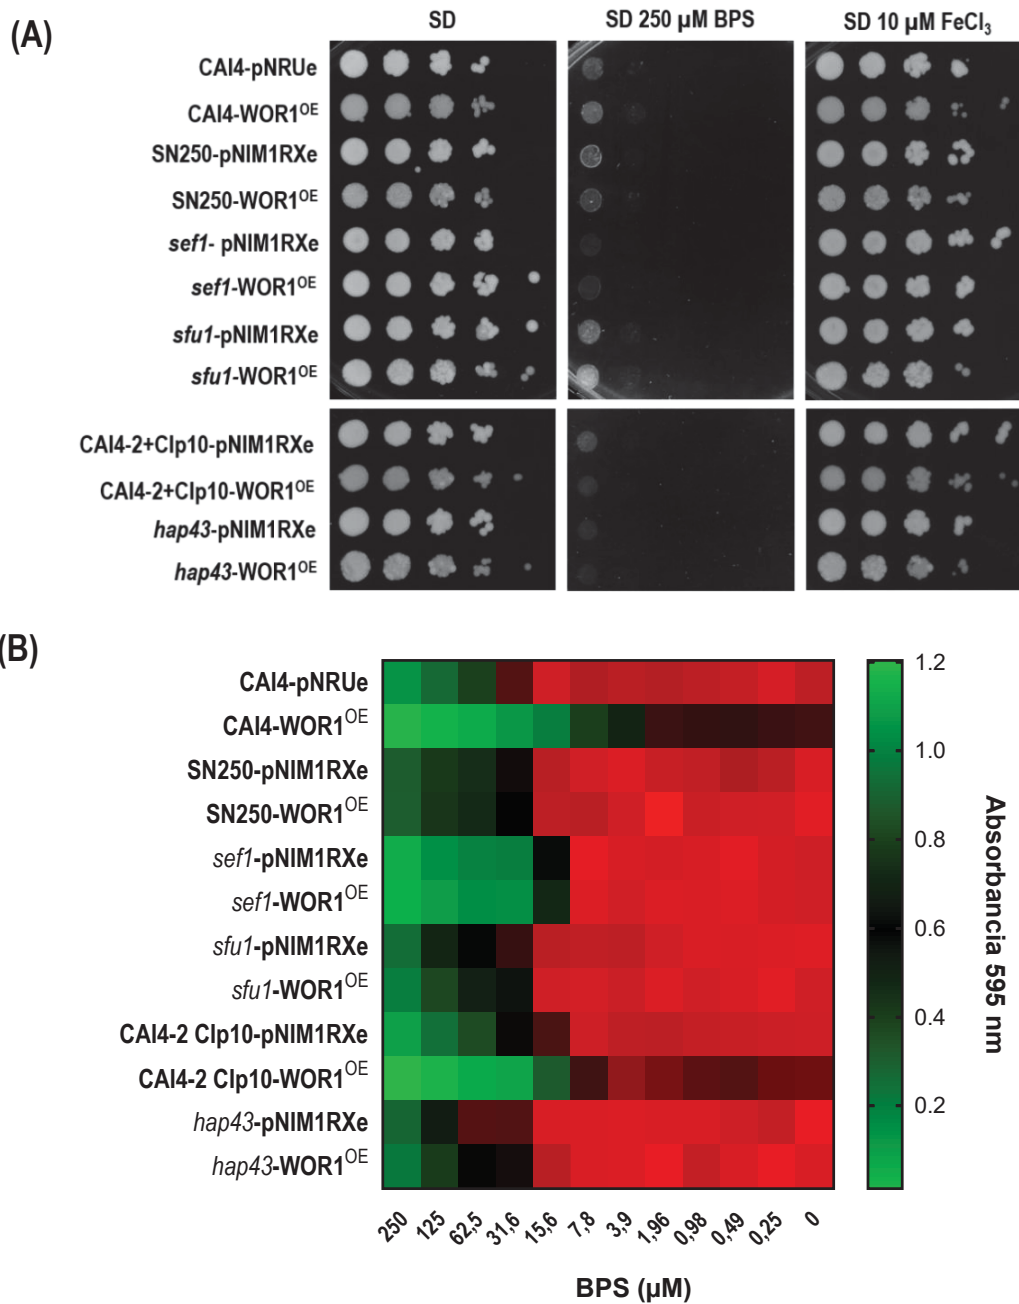 (A)
SD
SD 250 µM BPS
SD 10 µM FeCl3
CAI4-pNRUe
CAI4-WOR1OE
SN250-pNIM1RXe
SN250-WOR1OE
sef1- pNIM1RXe
sef1-WOR1OE
sfu1-pNIM1RXe
sfu1-WOR1OE
CAI4-2+CIp10-pNIM1RXe
CAI4-2+CIp10-WOR1OE
hap43-pNIM1RXe
hap43-WOR1OE
(B)
CAI4-pNRUe
CAI4-WOR1OE
SN250-pNIM1RXe
SN250-WOR1OE
sef1-pNIM1RXe
sef1-WOR1OE
sfu1-pNIM1RXe
sfu1-WOR1OE
CAI4-2 CIp10-pNIM1RXe
CAI4-2 CIp10-WOR1OE
hap43-pNIM1RXe
hap43-WOR1OE
250 125 62,5 31,6 15,6 7,8 3,9 1,96 0,98 0,49 0,25 0
BPS (µM)
1.2
1.0
0.8
0.6
0.4
0.2
Absorbancia 595 nm